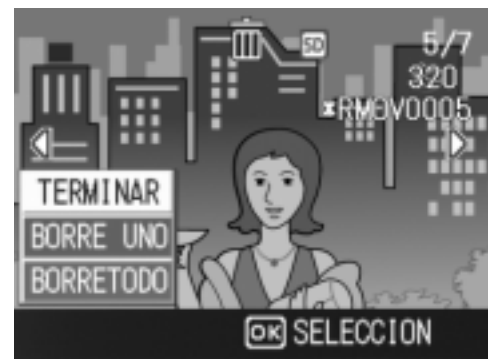 SD 5/7
320
RMOV0005
TERMINAR
BORRE UNO
BORRETODO
OK SELECCION